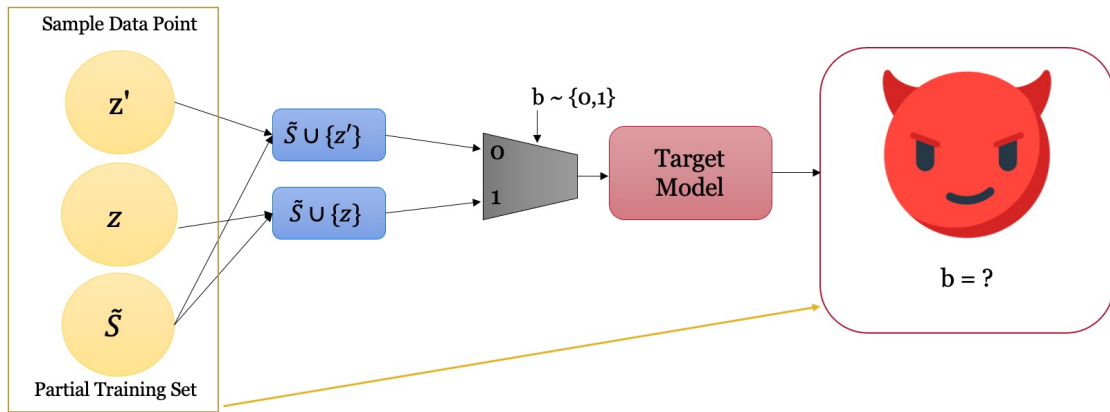 Sample Data Point
z'
z
S̃
Partial Training Set
S̃ ∪ {z'}
S̃ ∪ {z}
b ~ {0,1}
0
1
Target
Model
b = ?